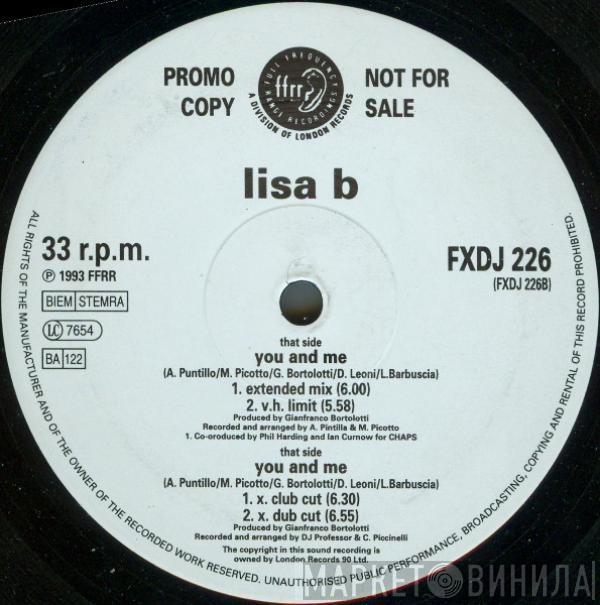 PROMO COPY
FULL FREQUENCY RANGE RECORDINGS
ffrr
A DIVISION OF LONDON RECORDS
NOT FOR SALE
lisa b
33 r.p.m.
℗ 1993 FFRR
BIEM STEMRA
LC 7654
BA 122
FXDJ 226
(FXDJ 226B)
that side
you and me
(A. Puntillo/M. Picotto/G. Bortolotti/D. Leoni/L.Barbuscia)
1. extended mix (6.00)
2. v.h. limit (5.58)
Produced by Gianfranco Bortolotti
Recorded and arranged by A. Pintilla & M. Picotto
1. Co-oroduced by Phil Harding and Ian Curnow for CHAPS
that side
you and me
(A. Puntillo/M. Picotto/G. Bortolotti/D. Leoni/L.Barbuscia)
1. x. club cut (6.30)
2. x. dub cut (6.55)
Produced by Gianfranco Bortolotti
Recorded and arranged by DJ Professor & C. Piccinelli
The copyright in this sound recording is
owned by London Records 90 Ltd.
ALL RIGHTS OF THE MANUFACTURER AND OF THE OWNER OF THE RECORDED WORK RESERVED. UNAUTHORISED PUBLIC PERFORMANCE, BROADCASTING, COPYING AND RENTAL OF THIS RECORD PROHIBITED.
МАРКЕТ ВИНИЛА